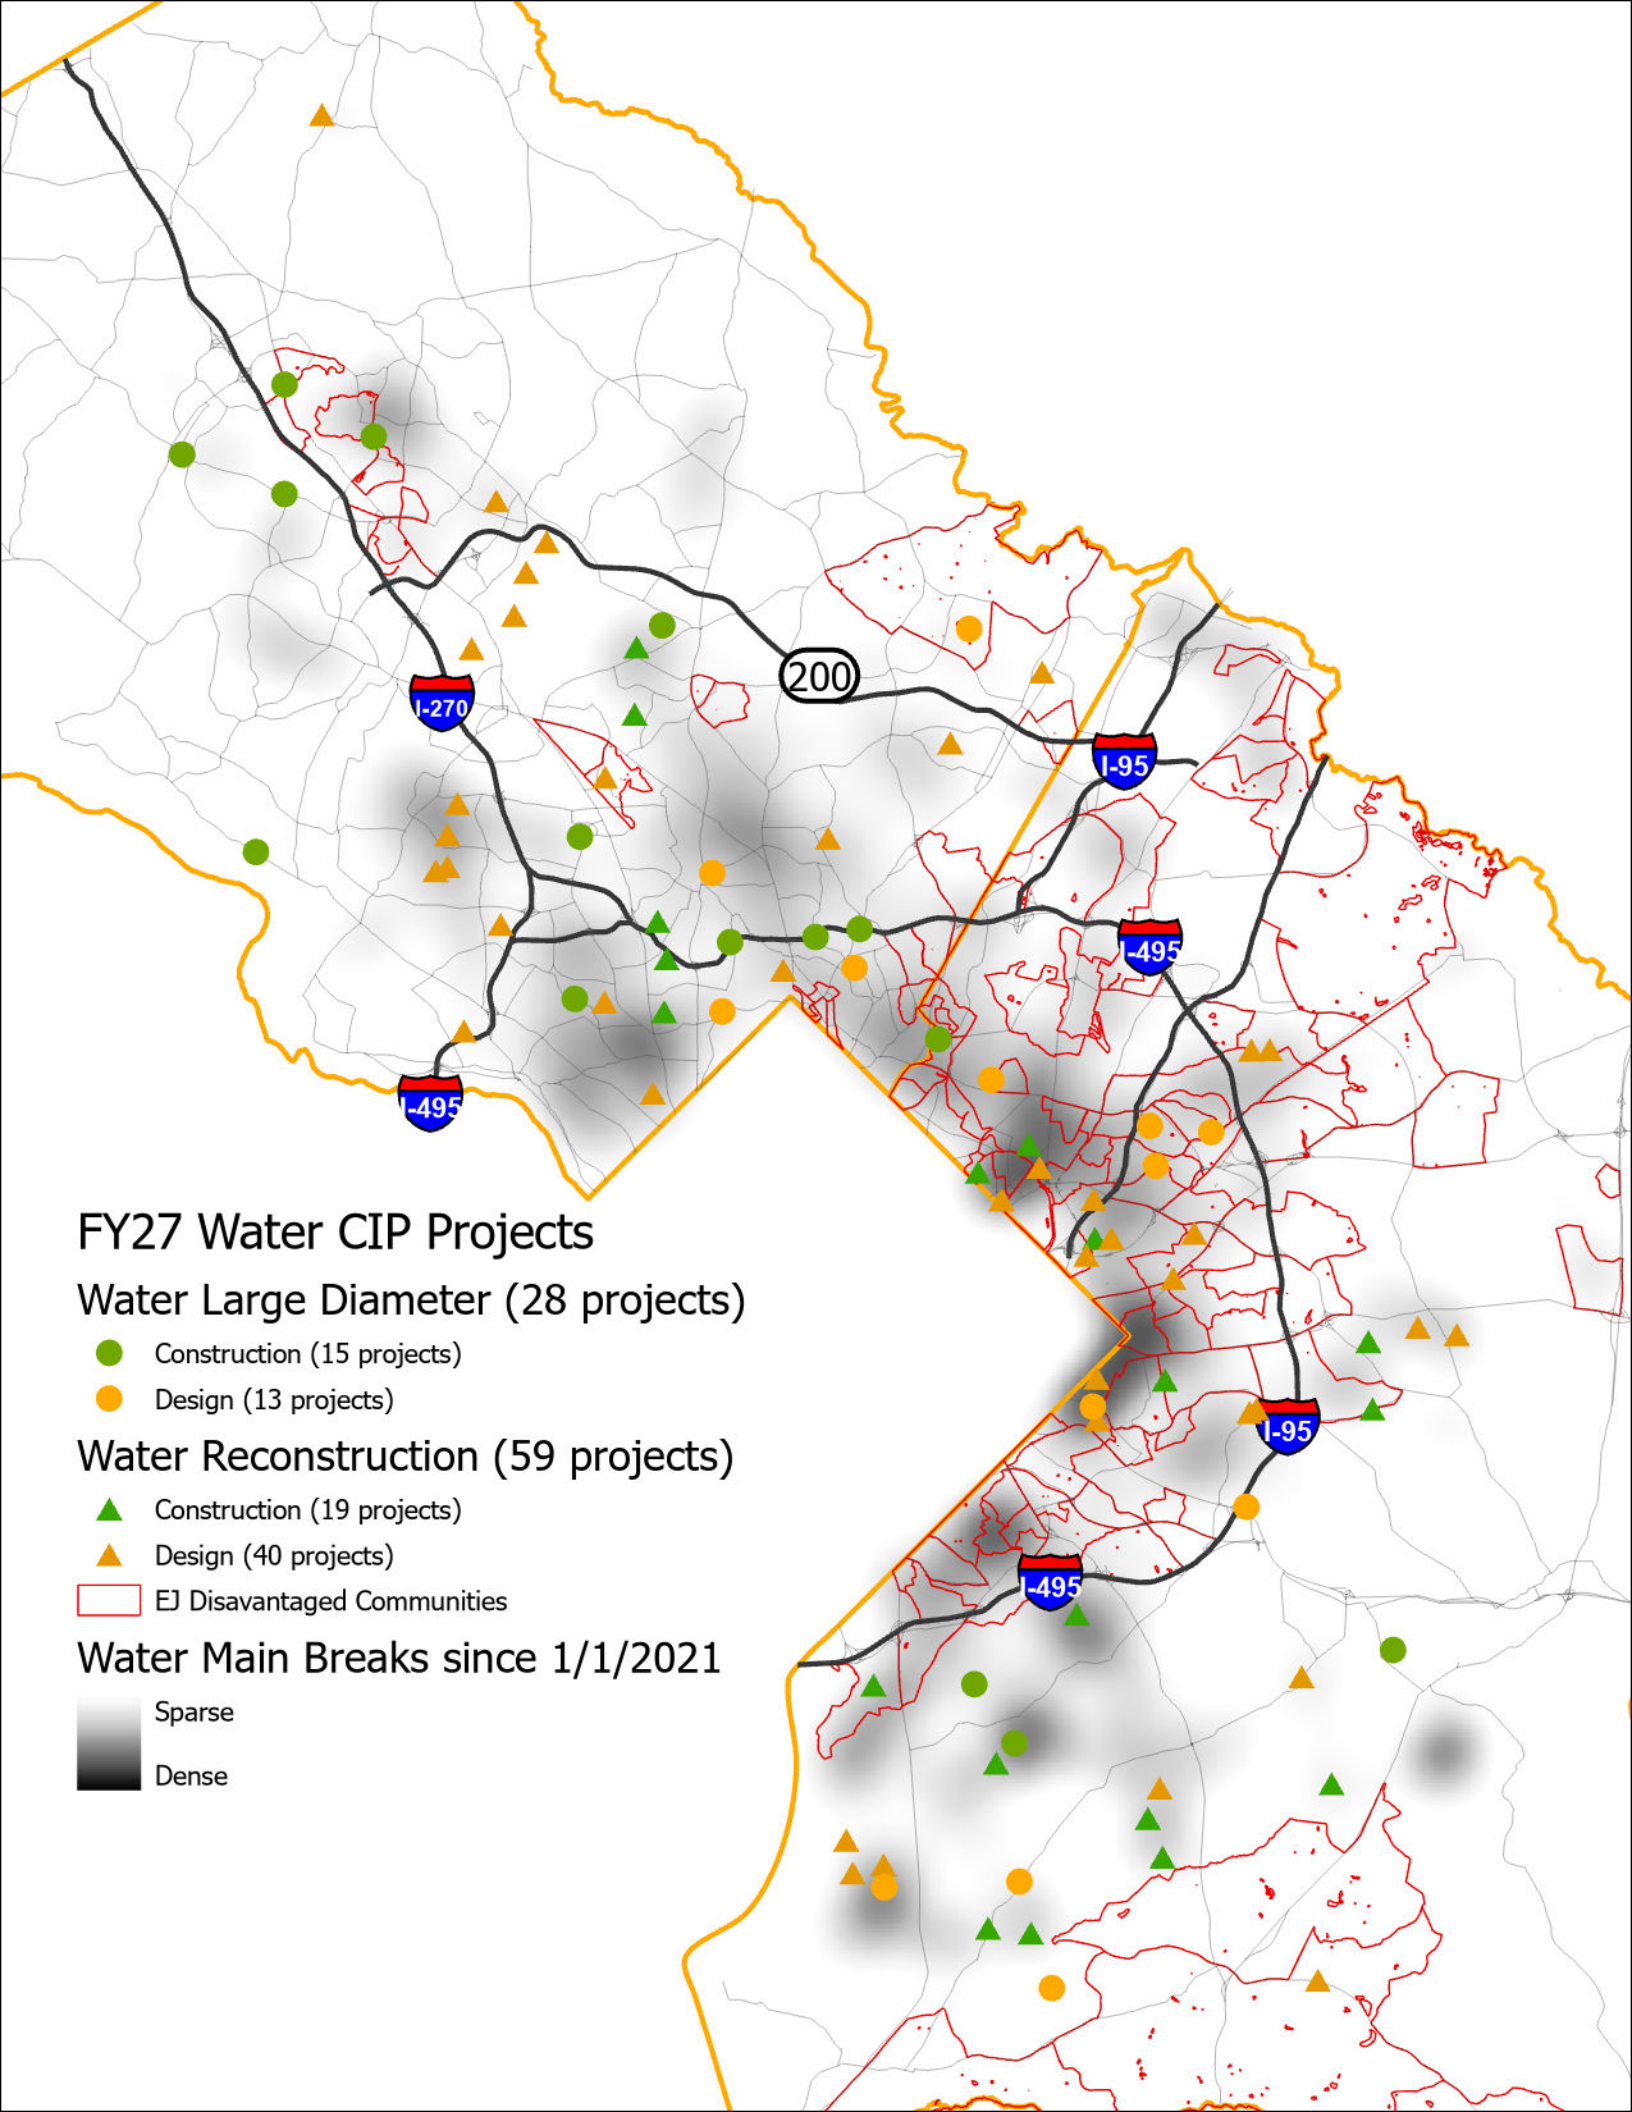 200
I-270
I-95
I-495
I-495
FY27 Water CIP Projects
Water Large Diameter (28 projects)
Construction (15 projects)
Design (13 projects)
I-95
Water Reconstruction (59 projects)
Construction (19 projects)
Design (40 projects)
I-495
EJ Disavantaged Communities
Water Main Breaks since 1/1/2021
Sparse
Dense